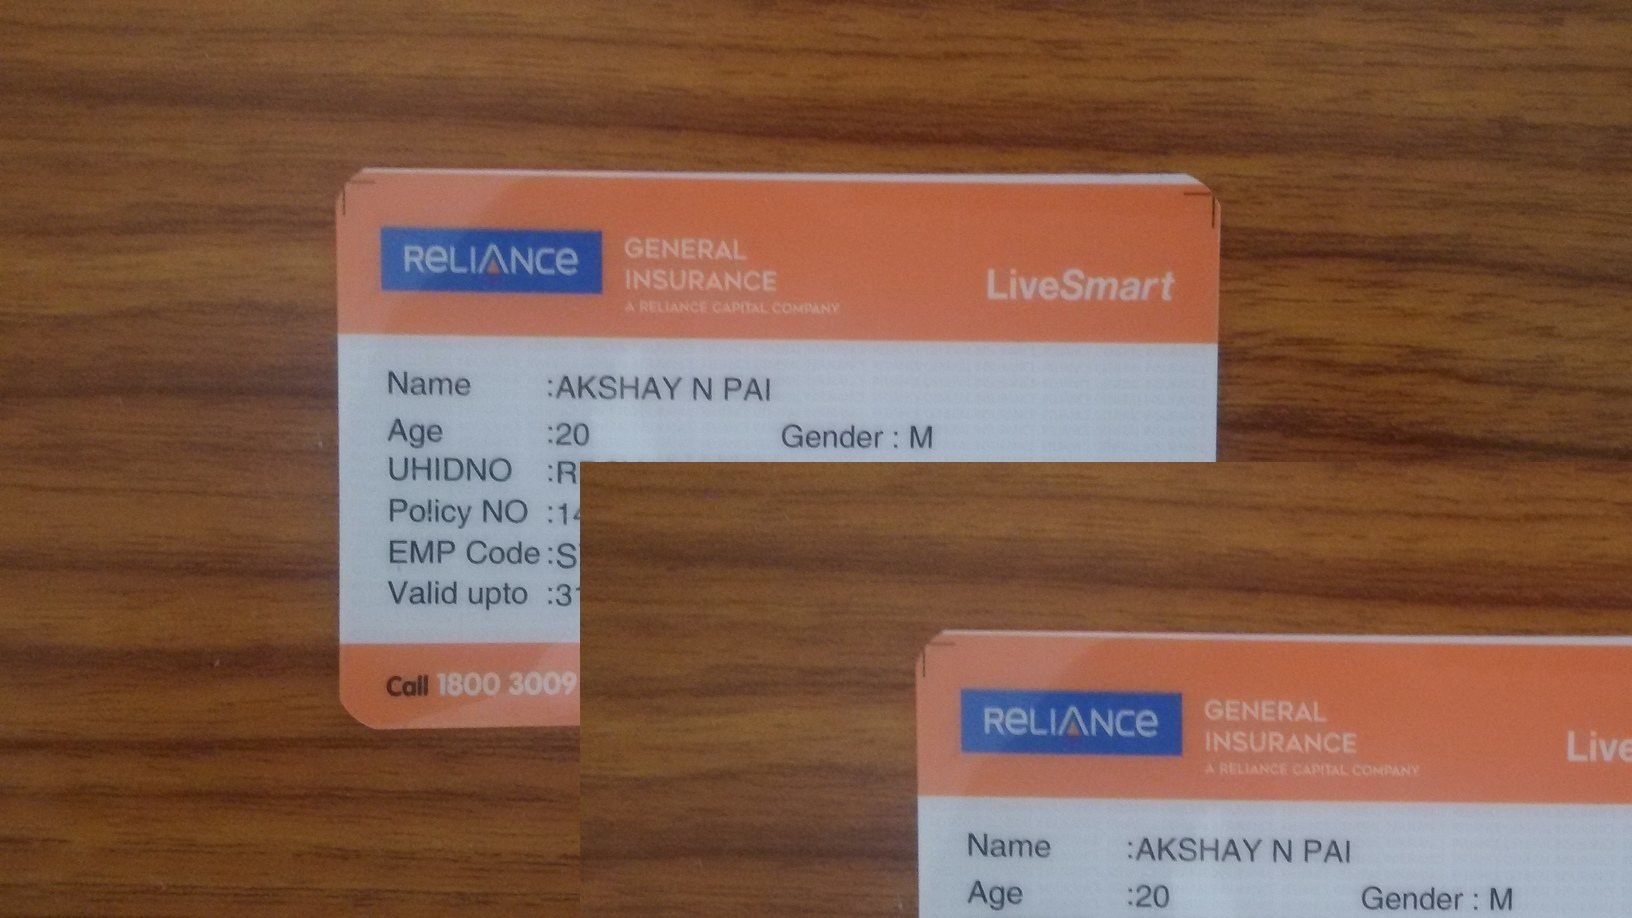 RELIANCE
GENERAL
INSURANCE
A RELIANCE CAPITAL COMPANY
LiveSmart
Name :AKSHAY N PAI
Age :20 Gender : M
UHIDNO :R
Policy NO :1
EMP Code :S
Valid upto :3
Call 1800 3009
RELIANCE
GENERAL
INSURANCE
A RELIANCE CAPITAL COMPANY
Live
Name :AKSHAY N PAI
Age :20 Gender : M